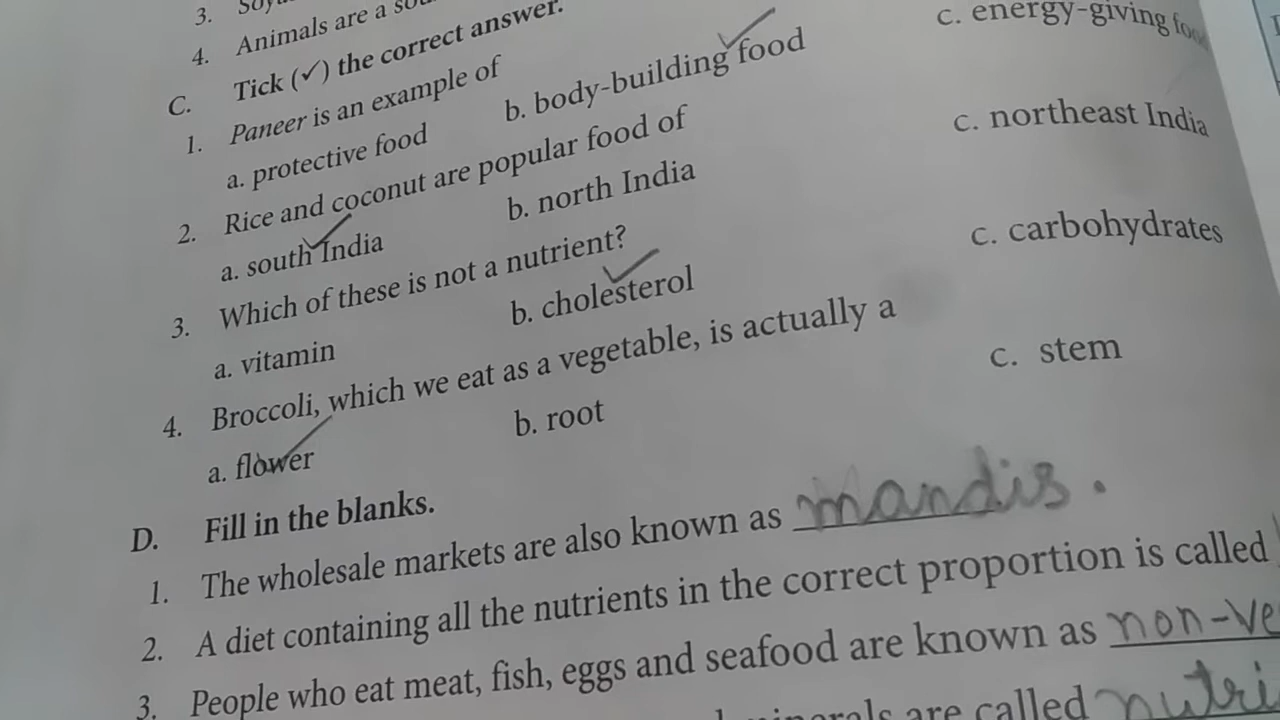 3.
4. Animals are a
C. Tick (✓) the correct answer.
1. Paneer is an example of
a. protective food b. body-building food c. energy-giving food
2. Rice and coconut are popular food of
a. south India b. north India c. northeast India
3. Which of these is not a nutrient?
a. vitamin b. cholesterol c. carbohydrates
4. Broccoli, which we eat as a vegetable, is actually a
a. flower b. root c. stem
D. Fill in the blanks.
1. The wholesale markets are also known as mandis.
2. A diet containing all the nutrients in the correct proportion is called
3. People who eat meat, fish, eggs and seafood are known as non-ve
are called nutri